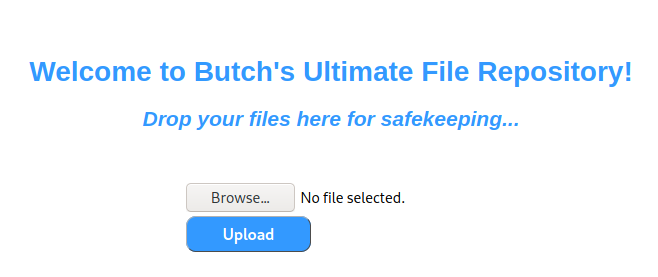 Welcome to Butch's Ultimate File Repository!
Drop your files here for safekeeping...
Browse... No file selected.
Upload